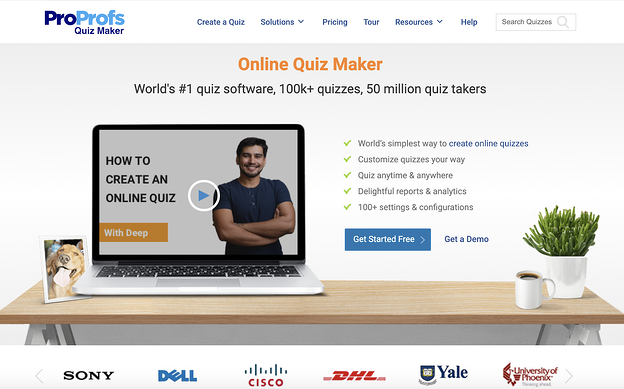 ProProfs
Quiz Maker
Create a Quiz
Solutions
Pricing
Tour
Resources
Help
Search Quizzes
Online Quiz Maker
World's #1 quiz software, 100k+ quizzes, 50 million quiz takers
HOW TO
CREATE AN
ONLINE QUIZ
With Deep
World's simplest way to create online quizzes
Customize quizzes your way
Quiz anytime & anywhere
Delightful reports & analytics
100+ settings & configurations
Get Started Free
Get a Demo
SONY
DELL
CISCO
DHL
Yale
University of
Phoenix™
Thinking ahead.